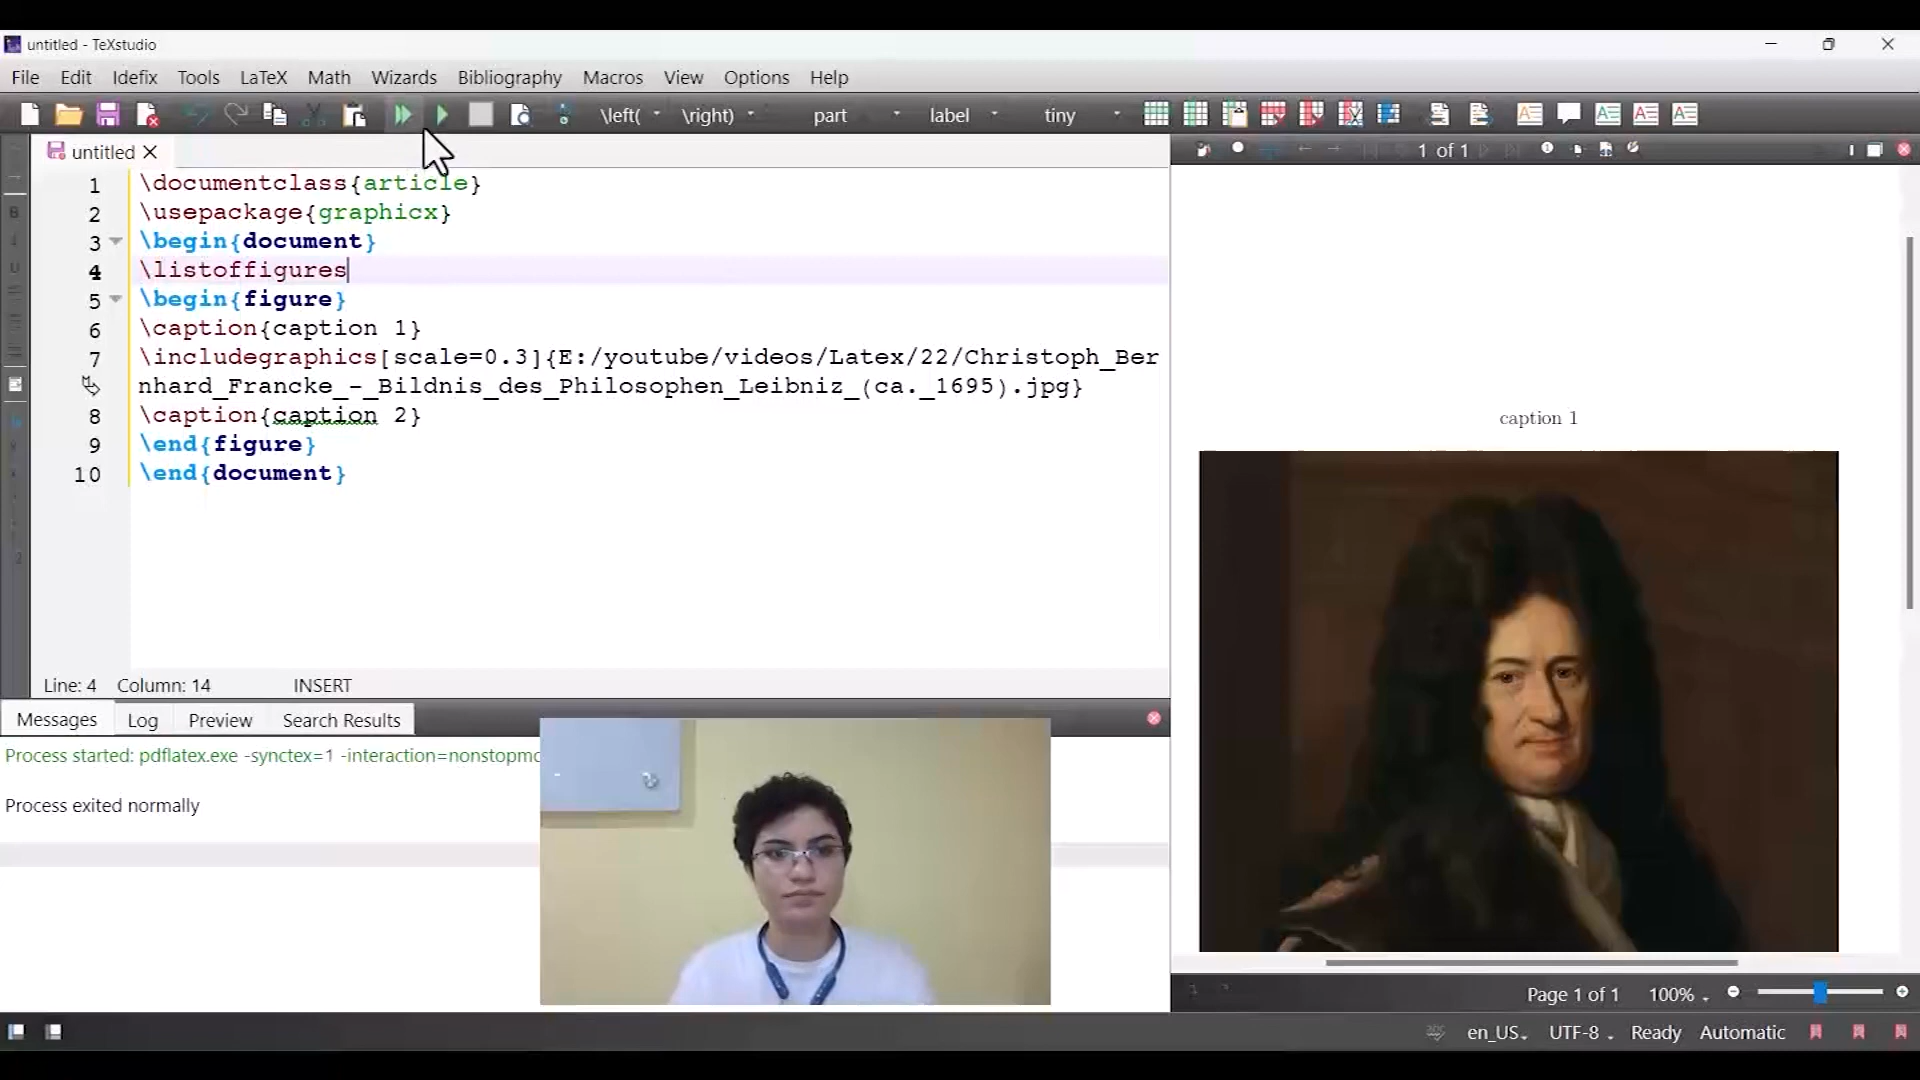 untitled - TeXstudio
File Edit Idefix Tools LaTeX Math Wizards Bibliography Macros View Options Help
\left( \right) part label tiny
untitled
1 of 1
1 \documentclass{article}
2 \usepackage{graphicx}
3 \begin{document}
4 \listoffigures
5 \begin{figure}
6 \caption{caption 1}
7 \includegraphics[scale=0.3]{E:/youtube/videos/Latex/22/Christoph_Ber
nhard_Francke_-_Bildnis_des_Philosophen_Leibniz_(ca._1695).jpg}
8 \caption{caption 2}
9 \end{figure}
10 \end{document}
caption 1
Line: 4 Column: 14 INSERT
Messages Log Preview Search Results
Process started: pdflatex.exe -synctex=1 -interaction=nonstopmo
Process exited normally
Page 1 of 1 100%
en_US UTF-8 Ready Automatic